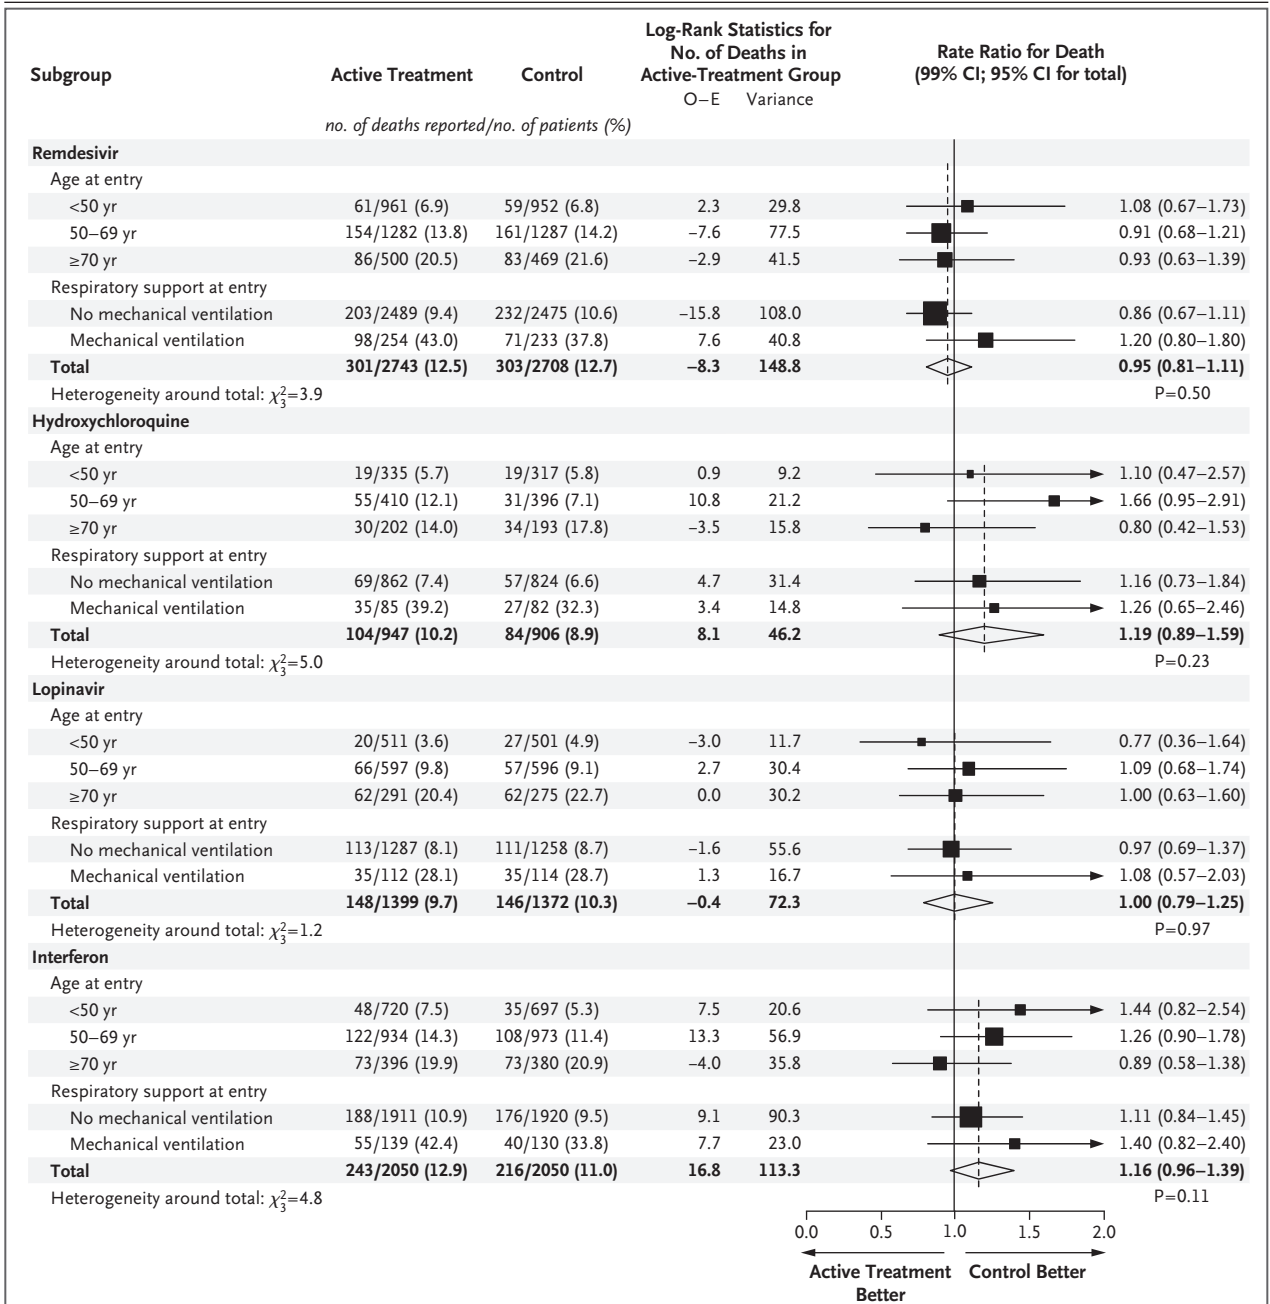 Log-Rank Statistics for
No. of Deaths in
Active-Treatment Group
Rate Ratio for Death
(99% CI; 95% CI for total)
Subgroup Active Treatment Control
O–E Variance
no. of deaths reported/no. of patients (%)
Remdesivir
Age at entry
<50 yr 61/961 (6.9) 59/952 (6.8) 2.3 29.8 1.08 (0.67–1.73)
50–69 yr 154/1282 (13.8) 161/1287 (14.2) −7.6 77.5 0.91 (0.68–1.21)
≥70 yr 86/500 (20.5) 83/469 (21.6) −2.9 41.5 0.93 (0.63–1.39)
Respiratory support at entry
No mechanical ventilation 203/2489 (9.4) 232/2475 (10.6) −15.8 108.0 0.86 (0.67–1.11)
Mechanical ventilation 98/254 (43.0) 71/233 (37.8) 7.6 40.8 1.20 (0.80–1.80)
Total 301/2743 (12.5) 303/2708 (12.7) −8.3 148.8 0.95 (0.81–1.11)
Heterogeneity around total: χ²₃=3.9 P=0.50
Hydroxychloroquine
Age at entry
<50 yr 19/335 (5.7) 19/317 (5.8) 0.9 9.2 1.10 (0.47–2.57)
50–69 yr 55/410 (12.1) 31/396 (7.1) 10.8 21.2 1.66 (0.95–2.91)
≥70 yr 30/202 (14.0) 34/193 (17.8) −3.5 15.8 0.80 (0.42–1.53)
Respiratory support at entry
No mechanical ventilation 69/862 (7.4) 57/824 (6.6) 4.7 31.4 1.16 (0.73–1.84)
Mechanical ventilation 35/85 (39.2) 27/82 (32.3) 3.4 14.8 1.26 (0.65–2.46)
Total 104/947 (10.2) 84/906 (8.9) 8.1 46.2 1.19 (0.89–1.59)
Heterogeneity around total: χ²₃=5.0 P=0.23
Lopinavir
Age at entry
<50 yr 20/511 (3.6) 27/501 (4.9) −3.0 11.7 0.77 (0.36–1.64)
50–69 yr 66/597 (9.8) 57/596 (9.1) 2.7 30.4 1.09 (0.68–1.74)
≥70 yr 62/291 (20.4) 62/275 (22.7) 0.0 30.2 1.00 (0.63–1.60)
Respiratory support at entry
No mechanical ventilation 113/1287 (8.1) 111/1258 (8.7) −1.6 55.6 0.97 (0.69–1.37)
Mechanical ventilation 35/112 (28.1) 35/114 (28.7) 1.3 16.7 1.08 (0.57–2.03)
Total 148/1399 (9.7) 146/1372 (10.3) −0.4 72.3 1.00 (0.79–1.25)
Heterogeneity around total: χ²₃=1.2 P=0.97
Interferon
Age at entry
<50 yr 48/720 (7.5) 35/697 (5.3) 7.5 20.6 1.44 (0.82–2.54)
50–69 yr 122/934 (14.3) 108/973 (11.4) 13.3 56.9 1.26 (0.90–1.78)
≥70 yr 73/396 (19.9) 73/380 (20.9) −4.0 35.8 0.89 (0.58–1.38)
Respiratory support at entry
No mechanical ventilation 188/1911 (10.9) 176/1920 (9.5) 9.1 90.3 1.11 (0.84–1.45)
Mechanical ventilation 55/139 (42.4) 40/130 (33.8) 7.7 23.0 1.40 (0.82–2.40)
Total 243/2050 (12.9) 216/2050 (11.0) 16.8 113.3 1.16 (0.96–1.39)
Heterogeneity around total: χ²₃=4.8 P=0.11
0.0 0.5 1.0 1.5 2.0
Active Treatment Control Better
Better